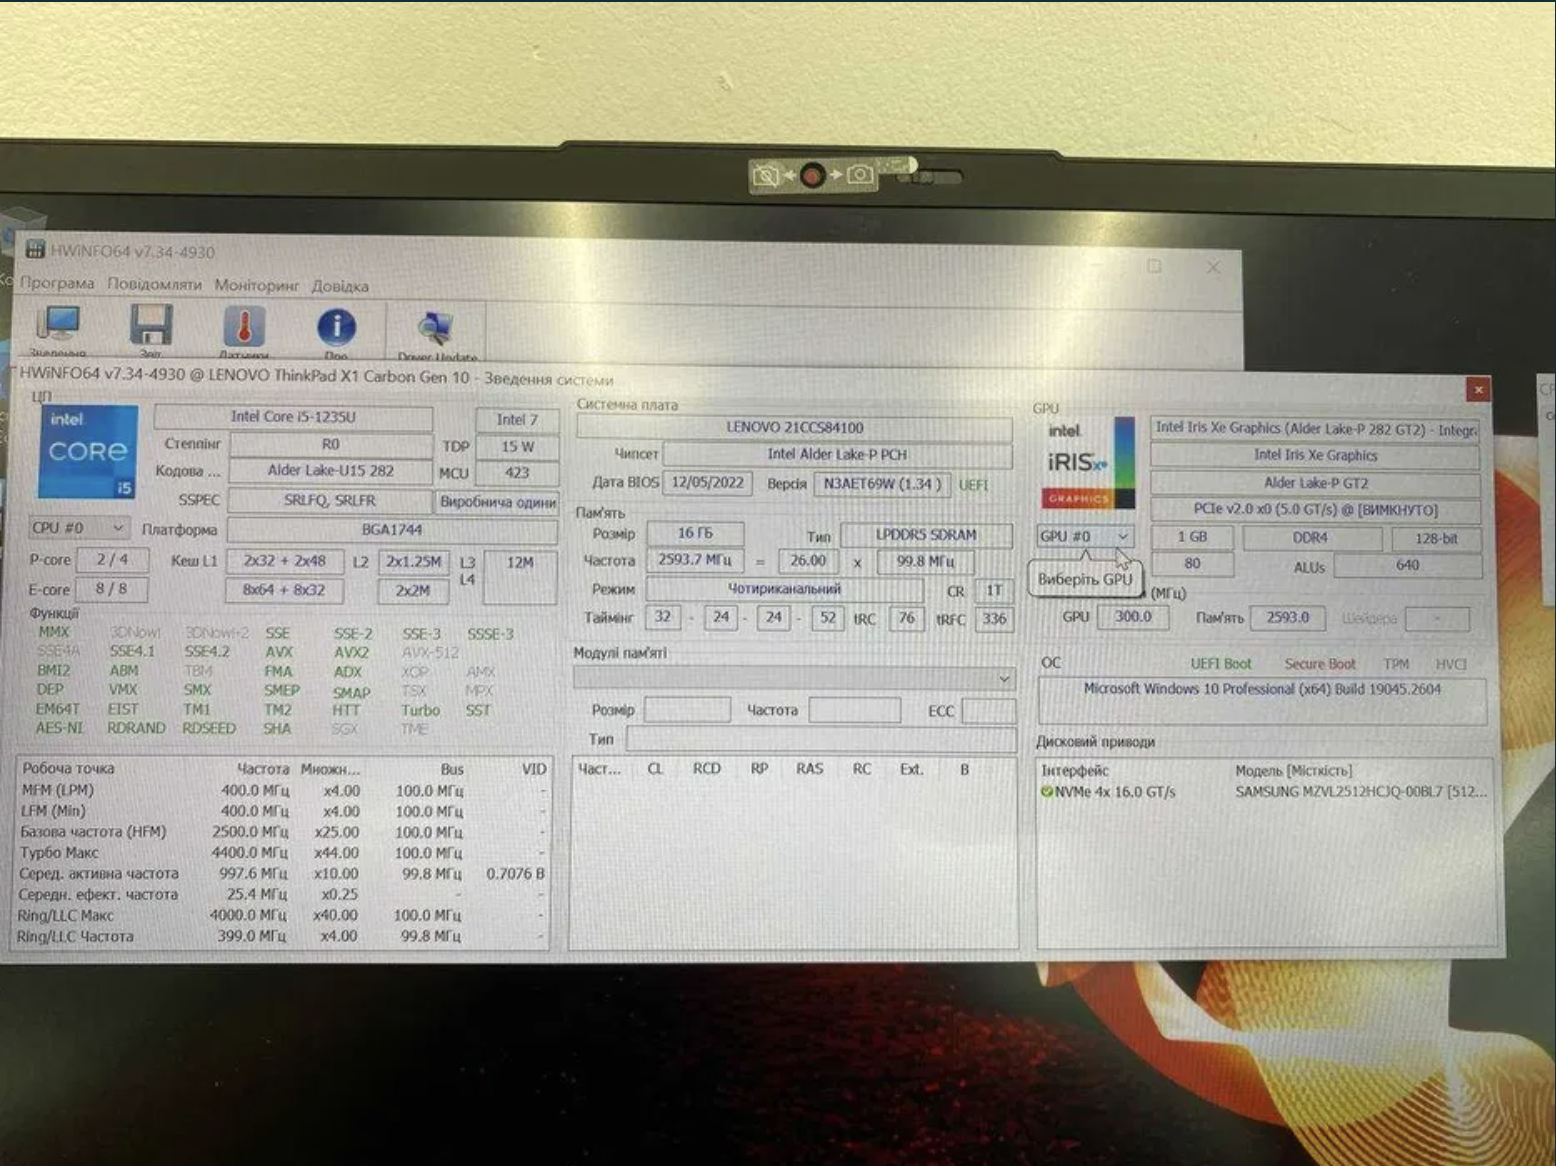 HWiNFO64 v7.34-4930
Програма Повідомляти Моніторинг Довідка
Driver Update
HWiNFO64 v7.34-4930 @ LENOVO ThinkPad X1 Carbon Gen 10 - Зведення системи
ЦП
intel CORE i5
Intel Core i5-1235U Intel 7
Степпінг R0 TDP 15 W
Кодова ... Alder Lake-U15 282 MCU 423
SSPEC SRLFQ, SRLFR Виробнича одини
CPU #0 Платформа BGA1744
P-core 2 / 4 Кеш L1 2x32 + 2x48 L2 2x1.25M L3 12M
L4
E-core 8 / 8 8x64 + 8x32 2x2M
Функції
MMX 3DNow! 3DNow!+2 SSE SSE-2 SSE-3 SSSE-3
SSE4A SSE4.1 SSE4.2 AVX AVX2 AVX-512
BMI2 ABM TBM FMA ADX XOP AMX
DEP VMX SMX SMEP SMAP TSX MPX
EM64T EIST TM1 TM2 HTT Turbo SST
AES-NI RDRAND RDSEED SHA SGX TME
Робоча точка Частота Множн... Bus VID
MFM (LPM) 400.0 МГц x4.00 100.0 МГц -
LFM (Min) 400.0 МГц x4.00 100.0 МГц -
Базова частота (HFM) 2500.0 МГц x25.00 100.0 МГц -
Турбо Макс 4400.0 МГц x44.00 100.0 МГц -
Серед. активна частота 997.6 МГц x10.00 99.8 МГц 0.7076 В
Середн. ефект. частота 25.4 МГц x0.25 - -
Ring/LLC Макс 4000.0 МГц x40.00 100.0 МГц -
Ring/LLC Частота 399.0 МГц x4.00 99.8 МГц -
Системна плата
LENOVO 21CCS84100
Чипсет Intel Alder Lake-P PCH
Дата BIOS 12/05/2022 Версія N3AET69W (1.34 ) UEFI
Пам'ять
Розмір 16 ГБ Тип LPDDR5 SDRAM
Частота 2593.7 МГц = 26.00 x 99.8 МГц
Режим Чотириканальний CR 1T
Таймінг 32 - 24 - 24 - 52 tRC 76 tRFC 336
Модулі пам'яті
Розмір Частота ECC
Тип
Част... CL RCD RP RAS RC Ext. В
GPU
intel iRIS xe GRAPHICS
Intel Iris Xe Graphics (Alder Lake-P 282 GT2) - Integr
Intel Iris Xe Graphics
Alder Lake-P GT2
PCIe v2.0 x0 (5.0 GT/s) @ [ВИМКНУТО]
GPU #0 1 GB DDR4 128-bit
80 ALUs 640
Виберіть GPU
(МГц)
GPU 300.0 Пам'ять 2593.0 Шейдера -
ОС UEFI Boot Secure Boot TPM HVCI
Microsoft Windows 10 Professional (x64) Build 19045.2604
Дисковий приводи
Інтерфейс Модель [Місткість]
NVMe 4x 16.0 GT/s SAMSUNG MZVL2512HCJQ-00BL7 [512...